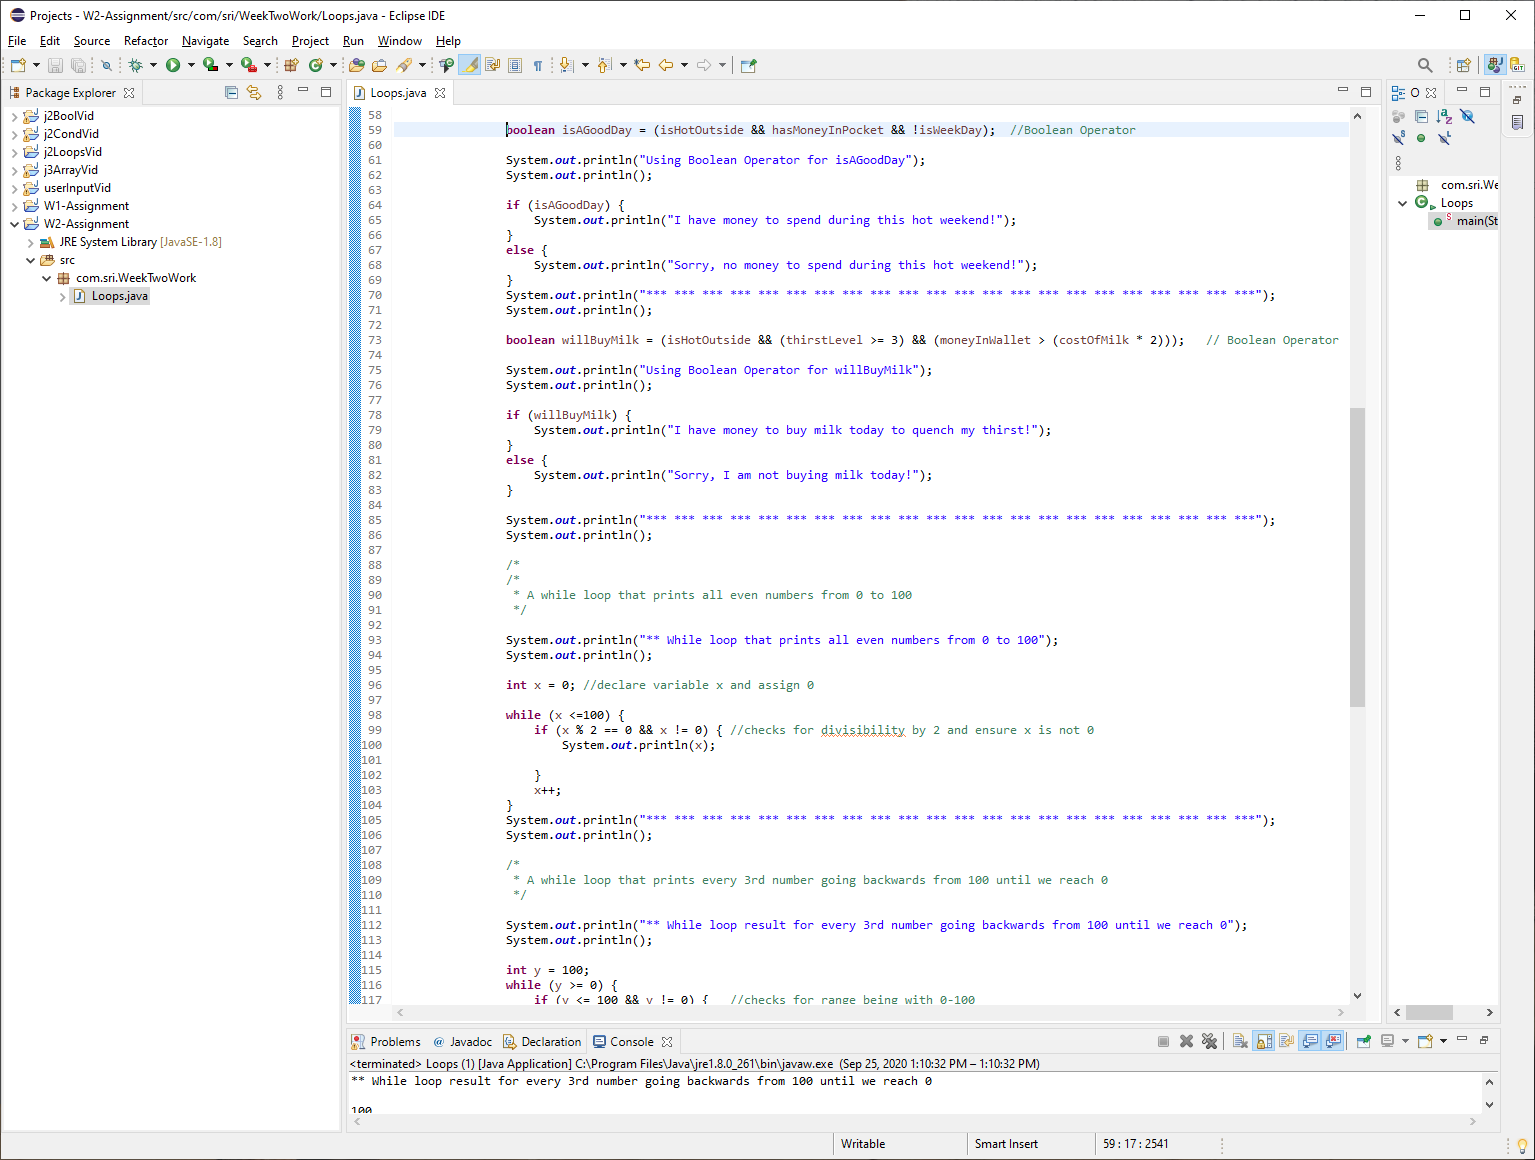 Projects - W2-Assignment/src/com/sri/WeekTwoWork/Loops.java - Eclipse IDE
File Edit Source Refactor Navigate Search Project Run Window Help
Package Explorer
j2BoolVid
j2CondVid
j2LoopsVid
j3ArrayVid
userInputVid
W1-Assignment
W2-Assignment
JRE System Library [JavaSE-1.8]
src
com.sri.WeekTwoWork
Loops.java
Loops.java
58
59 boolean isAGoodDay = (isHotOutside && hasMoneyInPocket && !isWeekDay);  //Boolean Operator
60
61 System.out.println("Using Boolean Operator for isAGoodDay");
62 System.out.println();
63
64 if (isAGoodDay) {
65 System.out.println("I have money to spend during this hot weekend!");
66 }
67 else {
68 System.out.println("Sorry, no money to spend during this hot weekend!");
69 }
70 System.out.println("*** *** *** *** *** *** *** *** *** *** *** *** *** *** *** *** *** *** *** *** *** ***");
71 System.out.println();
72
73 boolean willBuyMilk = (isHotOutside && (thirstLevel >= 3) && (moneyInWallet > (costOfMilk * 2)));   // Boolean Operator
74
75 System.out.println("Using Boolean Operator for willBuyMilk");
76 System.out.println();
77
78 if (willBuyMilk) {
79 System.out.println("I have money to buy milk today to quench my thirst!");
80 }
81 else {
82 System.out.println("Sorry, I am not buying milk today!");
83 }
84
85 System.out.println("*** *** *** *** *** *** *** *** *** *** *** *** *** *** *** *** *** *** *** *** *** ***");
86 System.out.println();
87
88 /*
89 /*
90 * A while loop that prints all even numbers from 0 to 100
91 */
92
93 System.out.println("** While loop that prints all even numbers from 0 to 100");
94 System.out.println();
95
96 int x = 0; //declare variable x and assign 0
97
98 while (x <=100) {
99 if (x % 2 == 0 && x != 0) { //checks for divisibility by 2 and ensure x is not 0
100 System.out.println(x);
101
102 }
103 x++;
104 }
105 System.out.println("*** *** *** *** *** *** *** *** *** *** *** *** *** *** *** *** *** *** *** *** *** ***");
106 System.out.println();
107
108 /*
109 * A while loop that prints every 3rd number going backwards from 100 until we reach 0
110 */
111
112 System.out.println("** While loop result for every 3rd number going backwards from 100 until we reach 0");
113 System.out.println();
114
115 int y = 100;
116 while (y >= 0) {
117 if (y <= 100 && y != 0) {   //checks for range being with 0-100
O
com.sri.We
Loops
main(St
Problems @ Javadoc Declaration Console
<terminated> Loops (1) [Java Application] C:\Program Files\Java\jre1.8.0_261\bin\javaw.exe (Sep 25, 2020 1:10:32 PM – 1:10:32 PM)
** While loop result for every 3rd number going backwards from 100 until we reach 0
100
Writable Smart Insert 59 : 17 : 2541